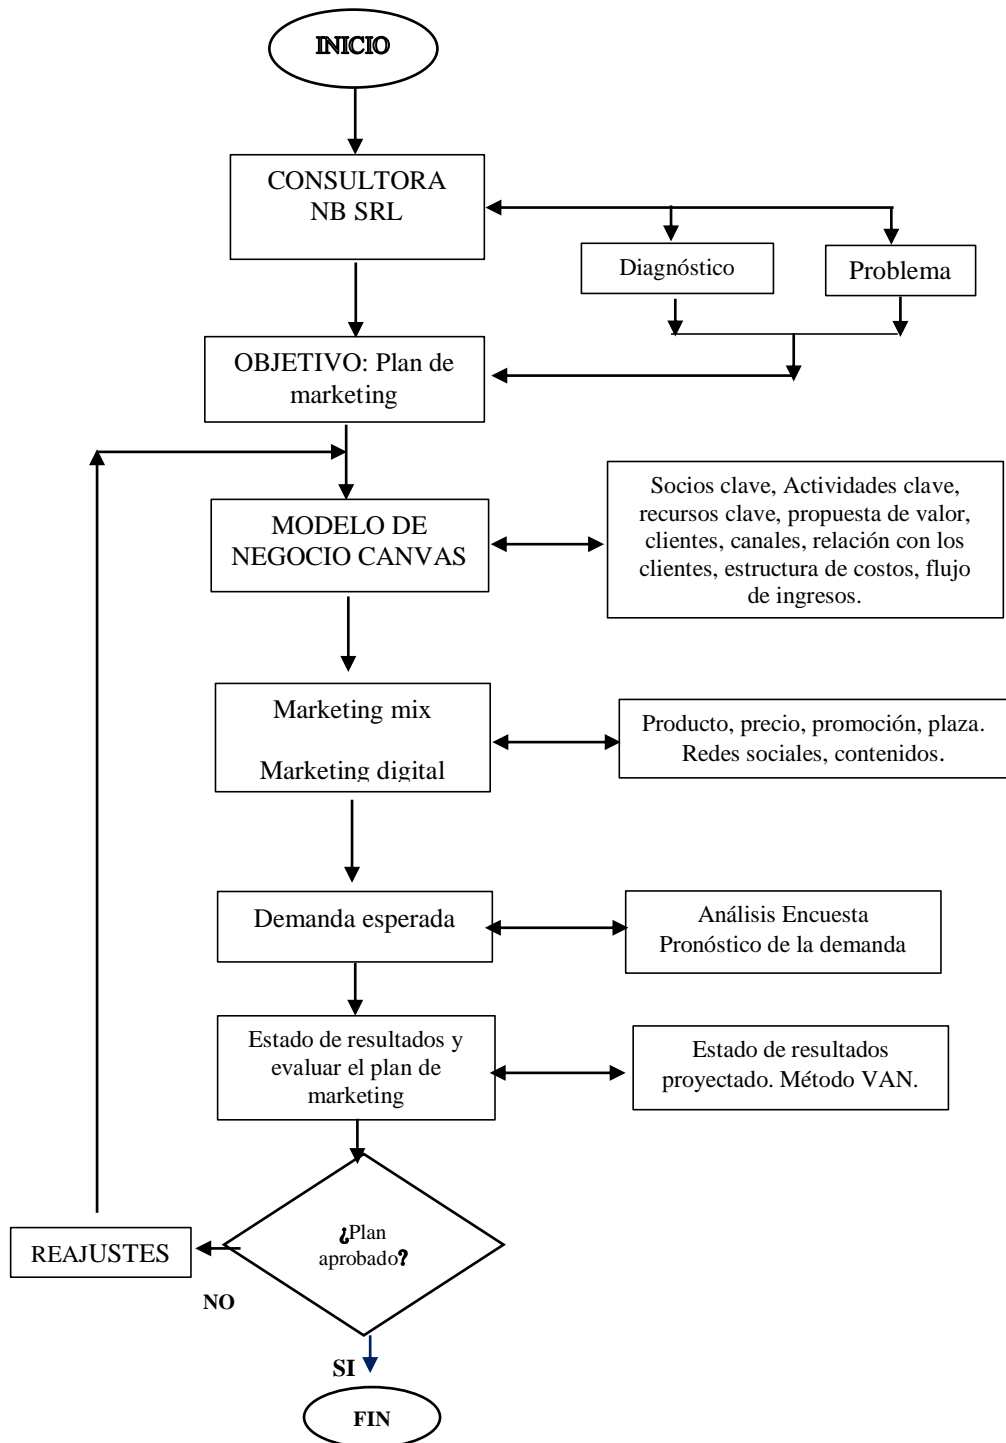 INICIO
CONSULTORA
NB SRL
Diagnóstico
Problema
OBJETIVO: Plan de
marketing
MODELO DE
NEGOCIO CANVAS
Socios clave, Actividades clave,
recursos clave, propuesta de valor,
clientes, canales, relación con los
clientes, estructura de costos, flujo
de ingresos.
Marketing mix
Marketing digital
Producto, precio, promoción, plaza.
Redes sociales, contenidos.
Demanda esperada
Análisis Encuesta
Pronóstico de la demanda
Estado de resultados y
evaluar el plan de
marketing
Estado de resultados
proyectado. Método VAN.
¿Plan
aprobado?
REAJUSTES
NO
SI
FIN